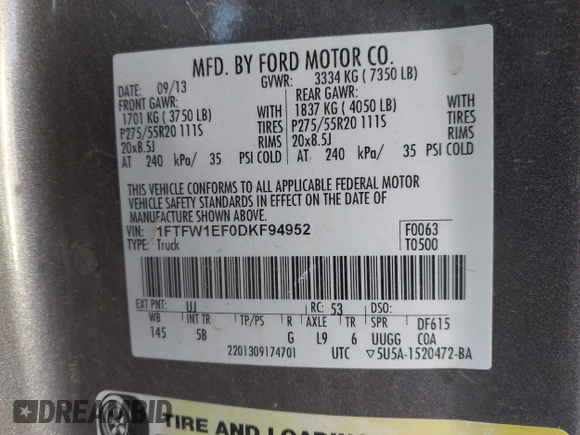 MFD. BY FORD MOTOR CO.
DATE: 09/13 GVWR: 3334 KG ( 7350 LB)
FRONT GAWR: REAR GAWR:
1701 KG ( 3750 LB) WITH 1837 KG ( 4050 LB) WITH
P275/55R20 111S TIRES P275/55R20 111S TIRES
20x8.5J RIMS 20x8.5J RIMS
AT 240 kPa/ 35 PSI COLD AT 240 kPa/ 35 PSI COLD
THIS VEHICLE CONFORMS TO ALL APPLICABLE FEDERAL MOTOR
VEHICLE SAFETY STANDARDS IN EFFECT ON THE DATE OF
MANUFACTURE SHOWN ABOVE.
VIN: 1FTFW1EF0DKF94952 F0063
TYPE: Truck T0500
EXT PNT: UJ RC: 53 DSO:
WB INT TR TP/PS R AXLE TR SPR DF615
145 5B G L9 6 UUGG COA
2201309174701 UTC ▽5U5A-1520472-BA
TIRE AND LOADING
DREAMBID